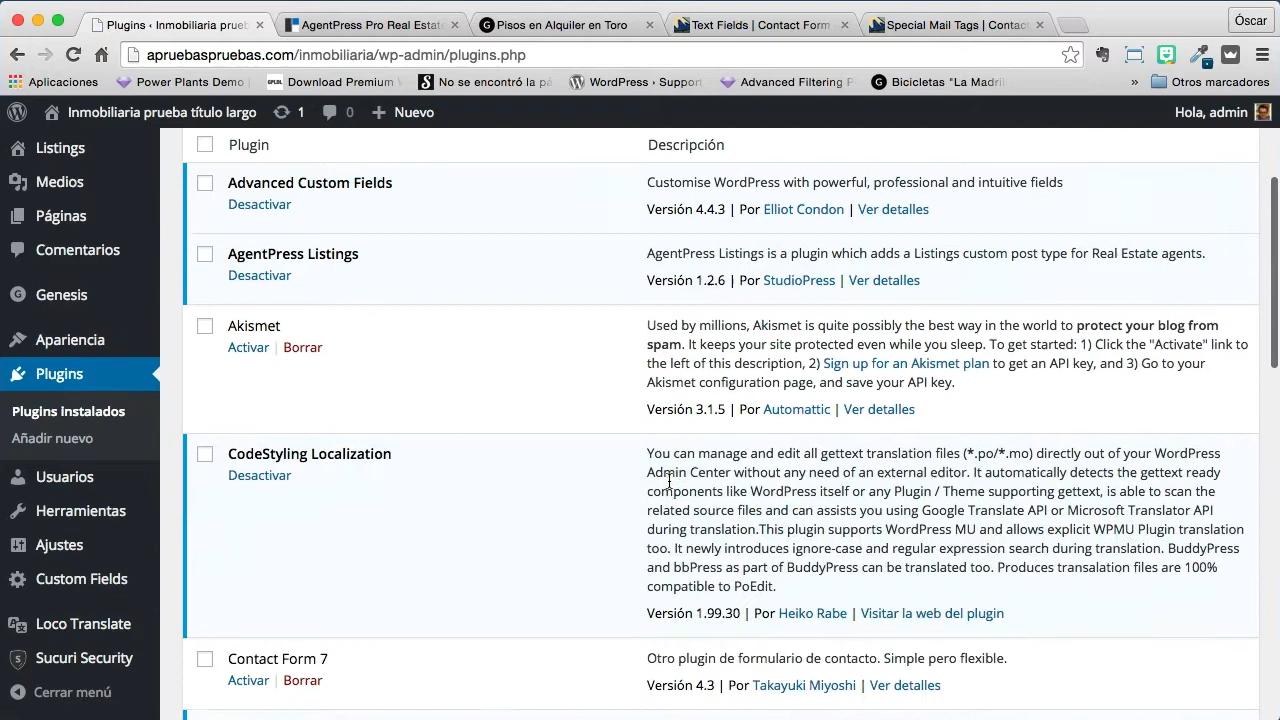 Plugins ‹ Inmobiliaria prueb
AgentPress Pro Real Estat
Pisos en Alquiler en Toro
Text Fields | Contact Form
Special Mail Tags | Contac
Óscar
apruebaspruebas.com/inmobiliaria/wp-admin/plugins.php
Aplicaciones
Power Plants Demo
Download Premium
No se encontró la pá
WordPress › Support
Advanced Filtering P
Bicicletas "La Madril
»
Otros marcadores
Inmobiliaria prueba título largo
1
0
Nuevo
Hola, admin
Listings
Medios
Páginas
Comentarios
Genesis
Apariencia
Plugins
Plugins instalados
Añadir nuevo
Usuarios
Herramientas
Ajustes
Custom Fields
Loco Translate
Sucuri Security
Cerrar menú
Plugin
Descripción
Advanced Custom Fields
Desactivar
Customise WordPress with powerful, professional and intuitive fields
Versión 4.4.3 | Por Elliot Condon | Ver detalles
AgentPress Listings
Desactivar
AgentPress Listings is a plugin which adds a Listings custom post type for Real Estate agents.
Versión 1.2.6 | Por StudioPress | Ver detalles
Akismet
Activar | Borrar
Used by millions, Akismet is quite possibly the best way in the world to protect your blog from
spam. It keeps your site protected even while you sleep. To get started: 1) Click the "Activate" link to
the left of this description, 2) Sign up for an Akismet plan to get an API key, and 3) Go to your
Akismet configuration page, and save your API key.
Versión 3.1.5 | Por Automattic | Ver detalles
CodeStyling Localization
Desactivar
You can manage and edit all gettext translation files (*.po/*.mo) directly out of your WordPress
Admin Center without any need of an external editor. It automatically detects the gettext ready
components like WordPress itself or any Plugin / Theme supporting gettext, is able to scan the
related source files and can assists you using Google Translate API or Microsoft Translator API
during translation.This plugin supports WordPress MU and allows explicit WPMU Plugin translation
too. It newly introduces ignore-case and regular expression search during translation. BuddyPress
and bbPress as part of BuddyPress can be translated too. Produces transalation files are 100%
compatible to PoEdit.
Versión 1.99.30 | Por Heiko Rabe | Visitar la web del plugin
Contact Form 7
Activar | Borrar
Otro plugin de formulario de contacto. Simple pero flexible.
Versión 4.3 | Por Takayuki Miyoshi | Ver detalles